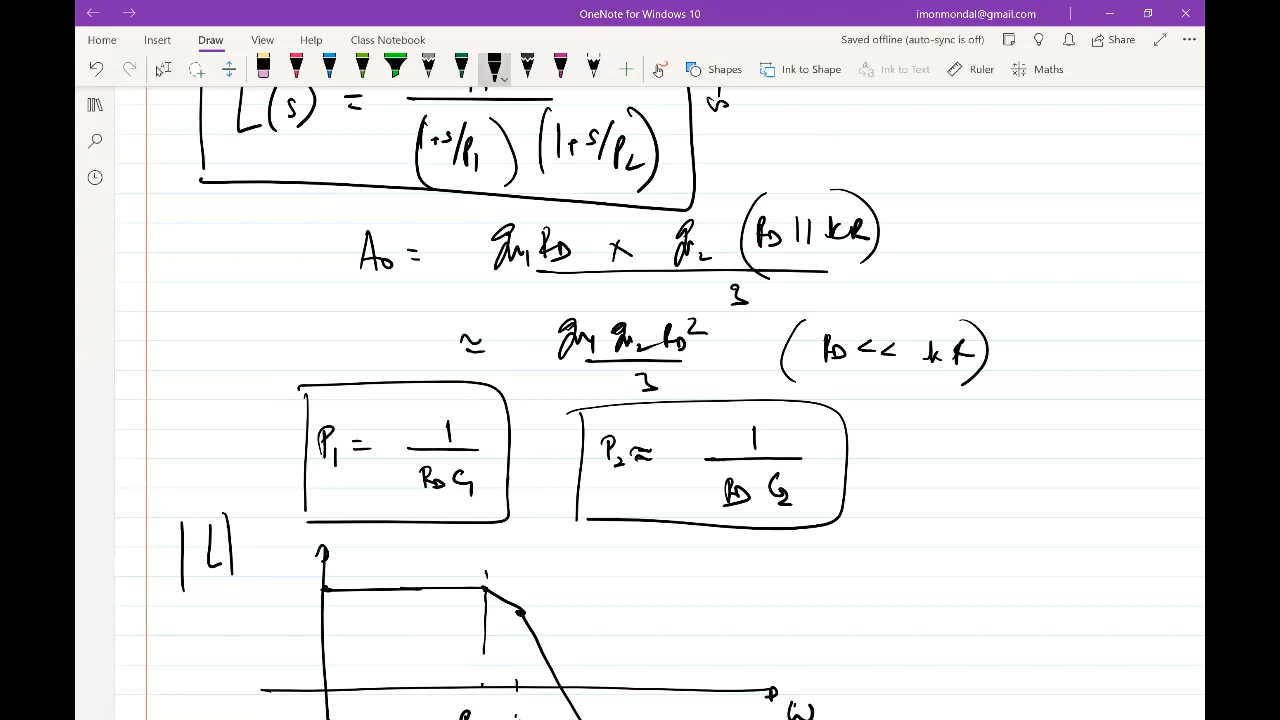 OneNote for Windows 10
imonmondal@gmail.com
Home Insert Draw View Help Class Notebook
Saved offline (auto-sync is off) Share
Shapes Ink to Shape Ink to Text Ruler Maths
L(s) =
(1+s/P1) (1+s/P2)
A0 = gm1 RD × gm2 (RD || kR)
3
≈ gm1 gm2 RD² (RD << kR)
3
P1 = 1 / RD C1
P2 ≈ 1 / RD C2
|L|
ω